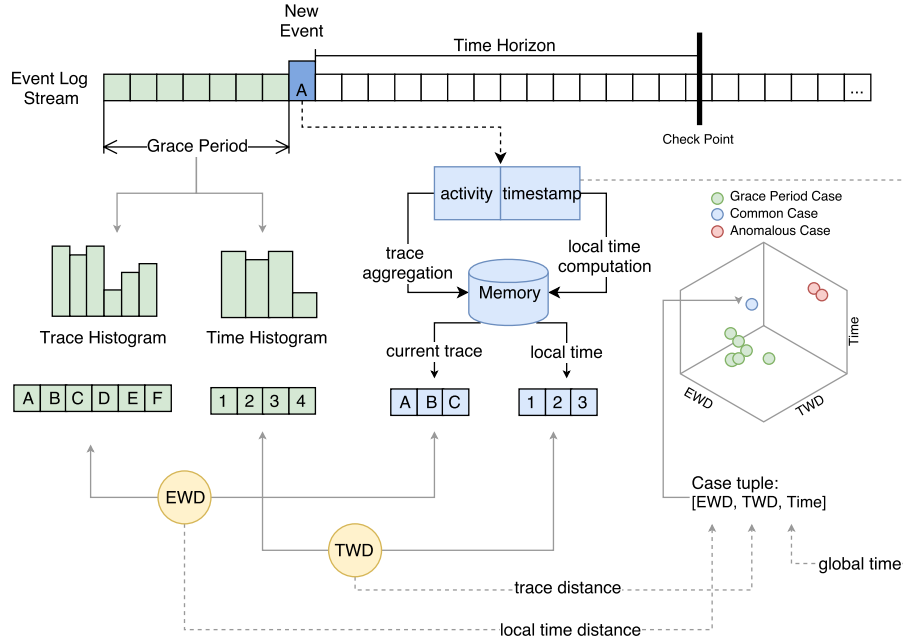 New
Event
Time Horizon
Event Log
Stream
A
...
Check Point
Grace Period
activity
timestamp
Grace Period Case
Common Case
Anomalous Case
trace
aggregation
local time
computation
Memory
Trace Histogram
Time Histogram
current trace
local time
Time
EWD
TWD
A B C D E F
1 2 3 4
A B C
1 2 3
Case tuple:
[EWD, TWD, Time]
EWD
TWD
global time
trace distance
local time distance